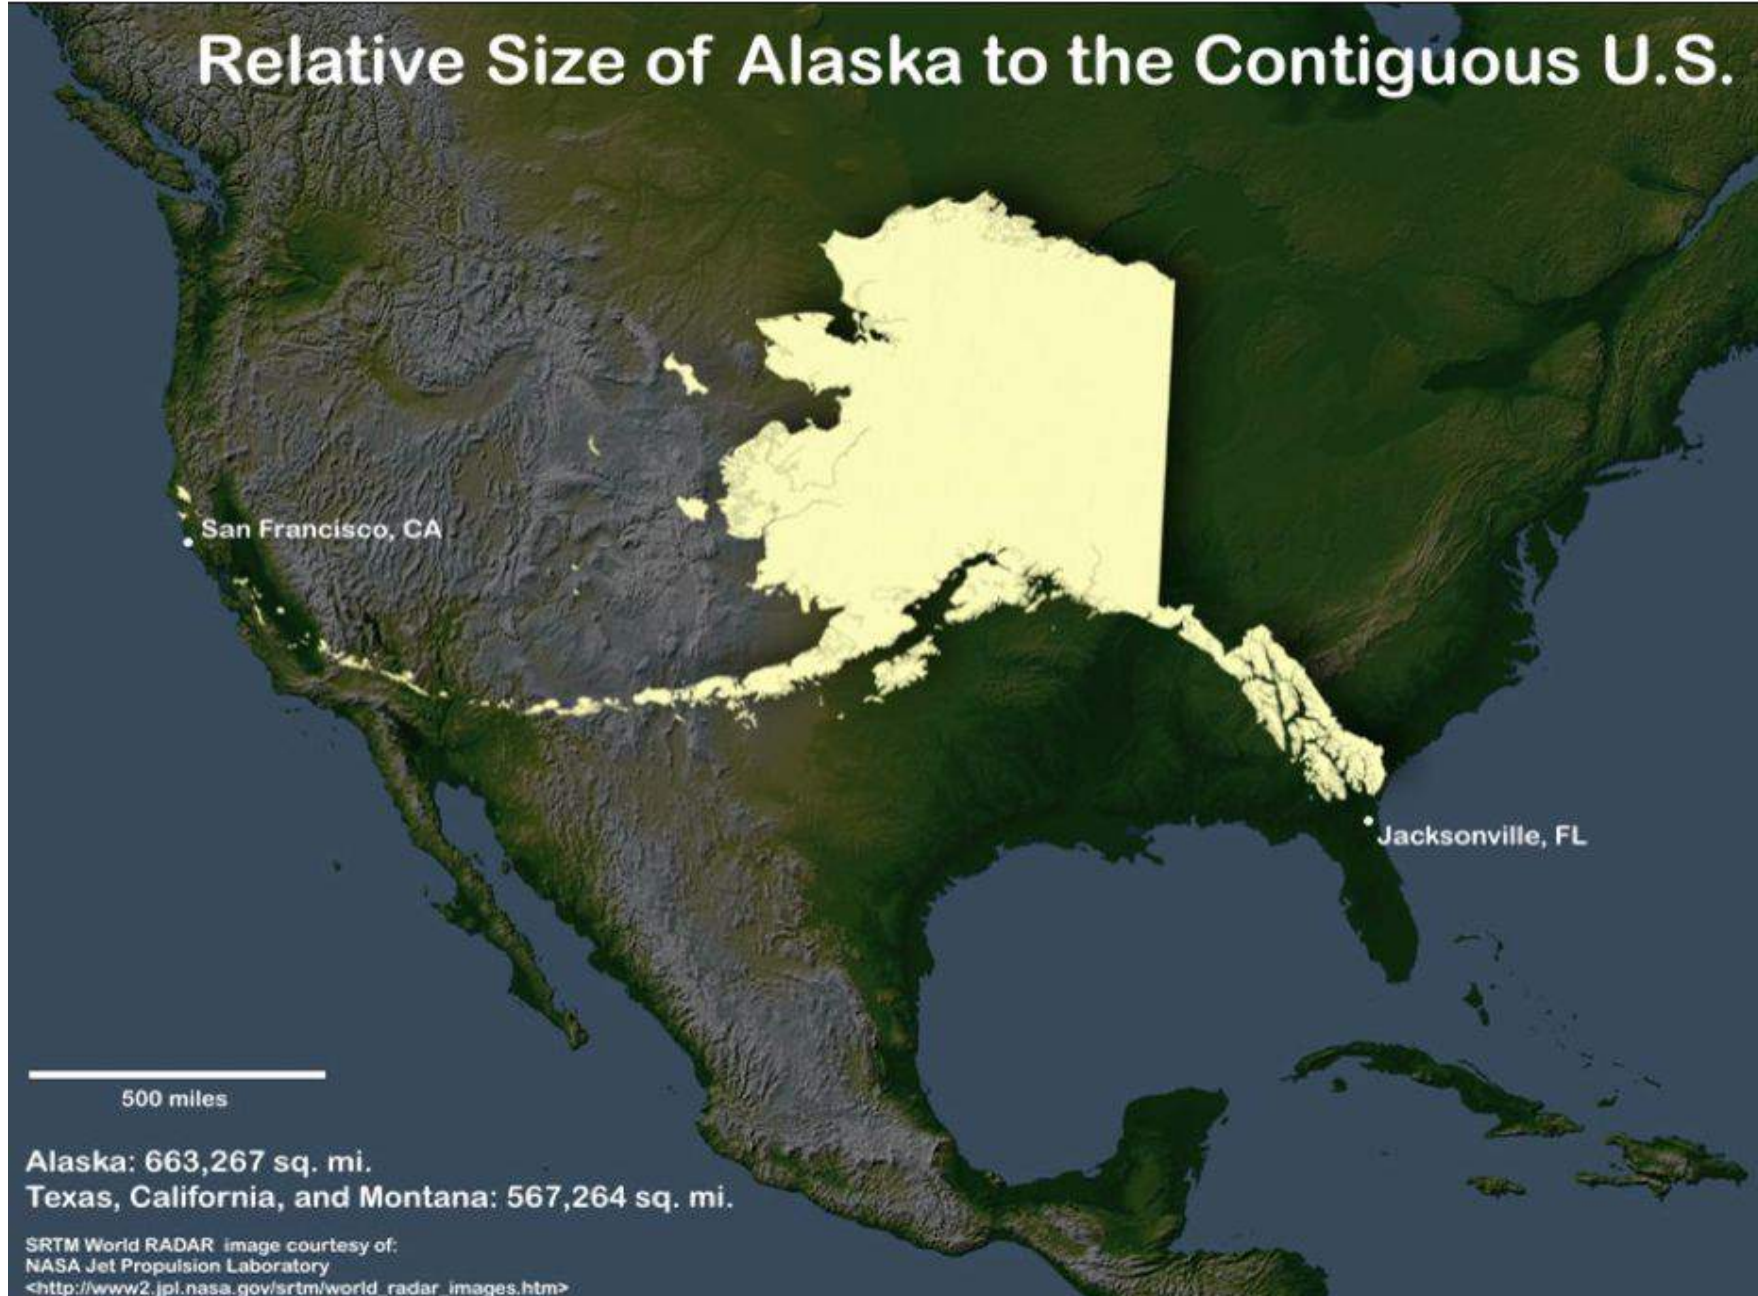 Relative Size of Alaska to the Contiguous U.S.
San Francisco, CA
Jacksonville, FL
500 miles
Alaska: 663,267 sq. mi.
Texas, California, and Montana: 567,264 sq. mi.
SRTM World RADAR image courtesy of:
NASA Jet Propulsion Laboratory
<http://www2.jpl.nasa.gov/srtm/world_radar_images.htm>